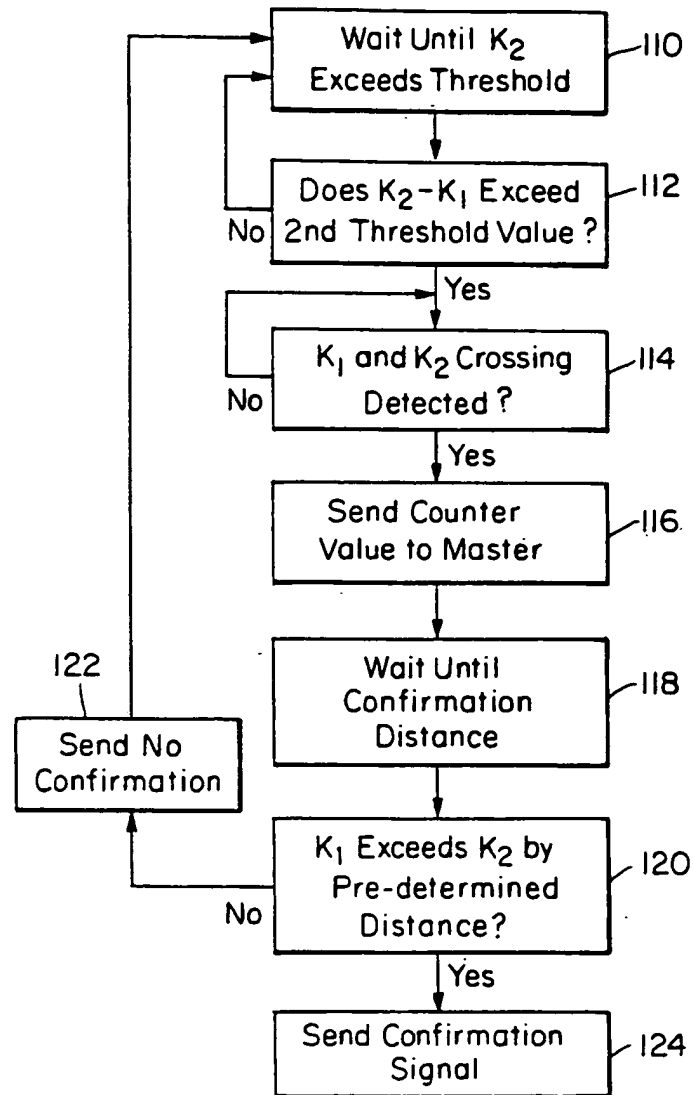 Wait Until K₂
Exceeds Threshold
110
Does K₂-K₁ Exceed
2nd Threshold Value?
112
No
Yes
K₁ and K₂ Crossing
Detected?
114
No
Yes
Send Counter
Value to Master
116
Wait Until
Confirmation
Distance
118
122
Send No
Confirmation
K₁ Exceeds K₂ by
Pre-determined
Distance?
120
No
Yes
Send Confirmation
Signal
124